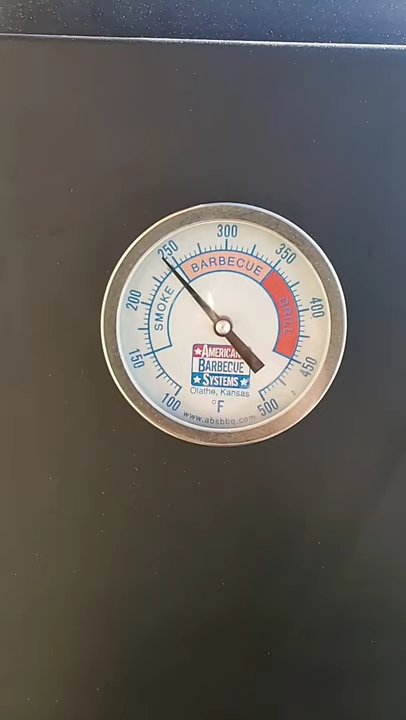 300
250
350
BARBECUE
200
SMOKE
GRILL
400
150
450
AMERICAN
BARBECUE
SYSTEMS
Olathe, Kansas
100
°F
500
www.absbbq.com